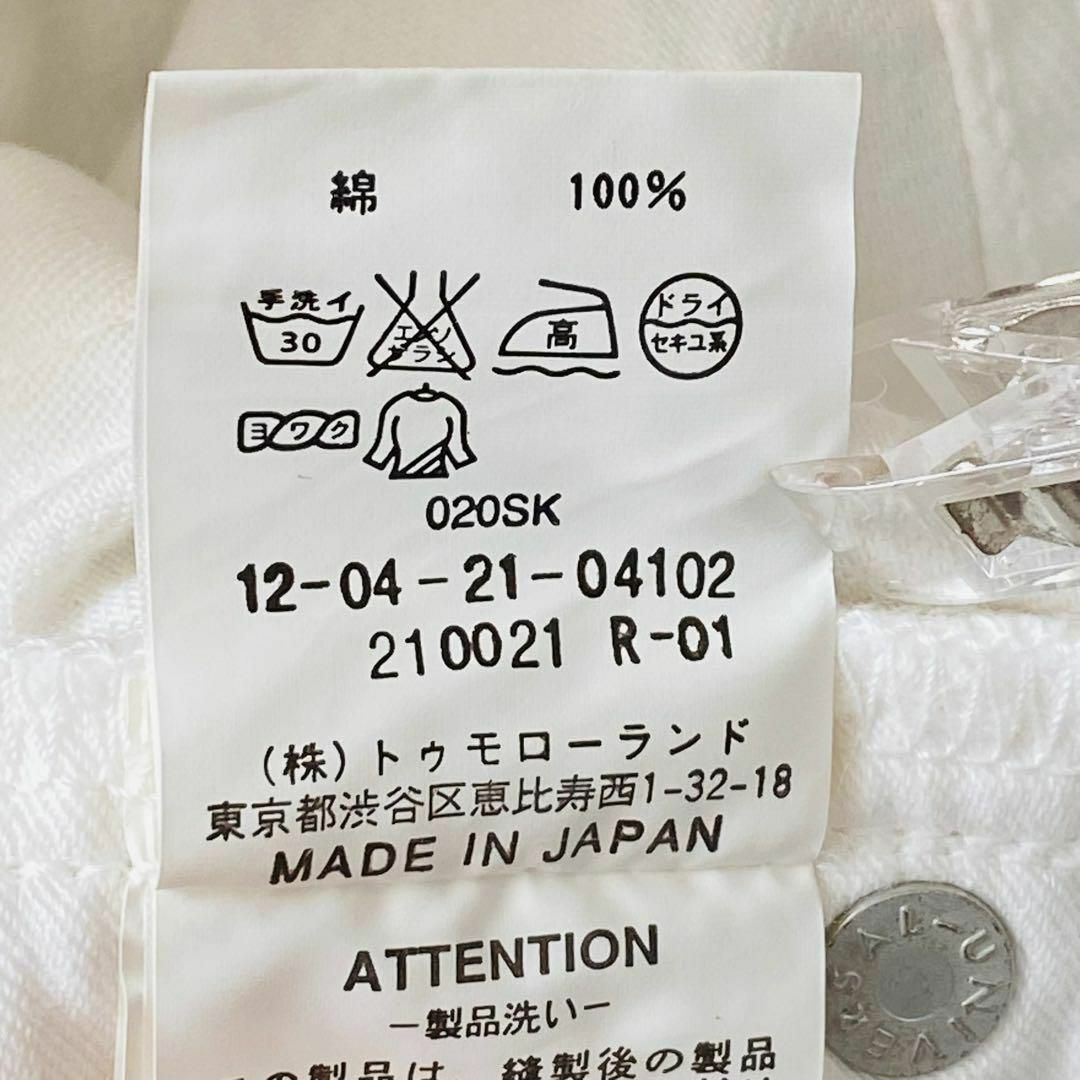 綿 100%
手洗イ
30
エンソ
サラシ
高
ドライ
セキユ系
ヨワク
020SK
12-04-21-04102
210021 R-01
(株)トゥモローランド
東京都渋谷区恵比寿西1-32-18
MADE IN JAPAN
ATTENTION
-製品洗い-
の製品は、縫製後の製品
UNIVERSAL